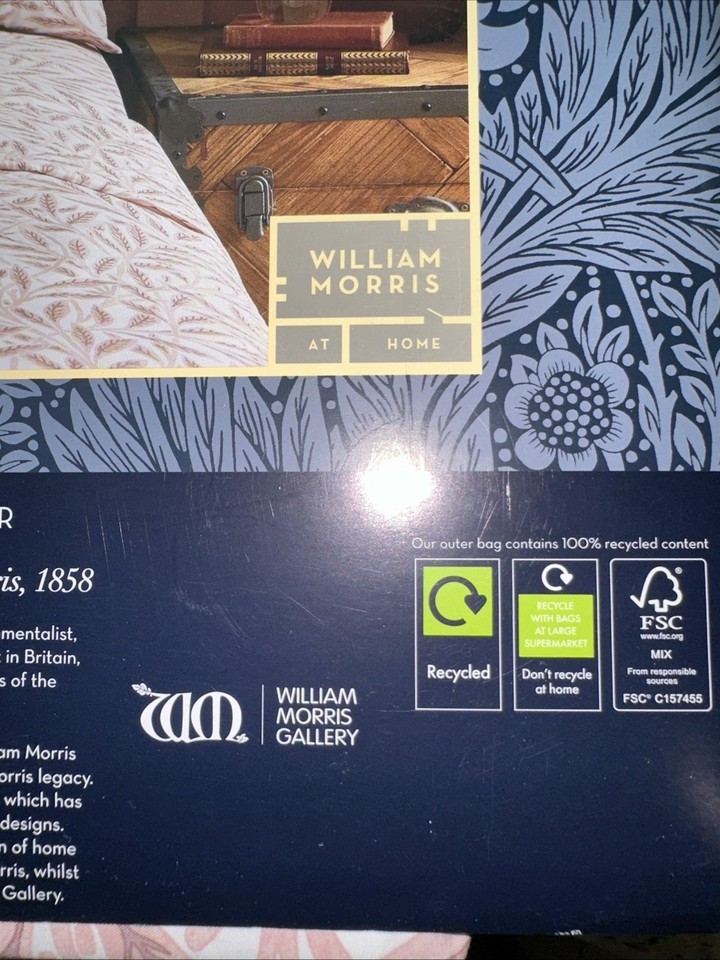 WILLIAM
MORRIS
AT HOME
R
ris, 1858
mentalist,
in Britain,
s of the
am Morris
orris legacy.
which has
designs.
n of home
rris, whilst
Gallery.
WM
WILLIAM
MORRIS
GALLERY
Our outer bag contains 100% recycled content
Recycled
RECYCLE
WITH BAGS
AT LARGE
SUPERMARKET
Don't recycle
at home
FSC
www.fsc.org
MIX
From responsible
sources
FSC® C157455